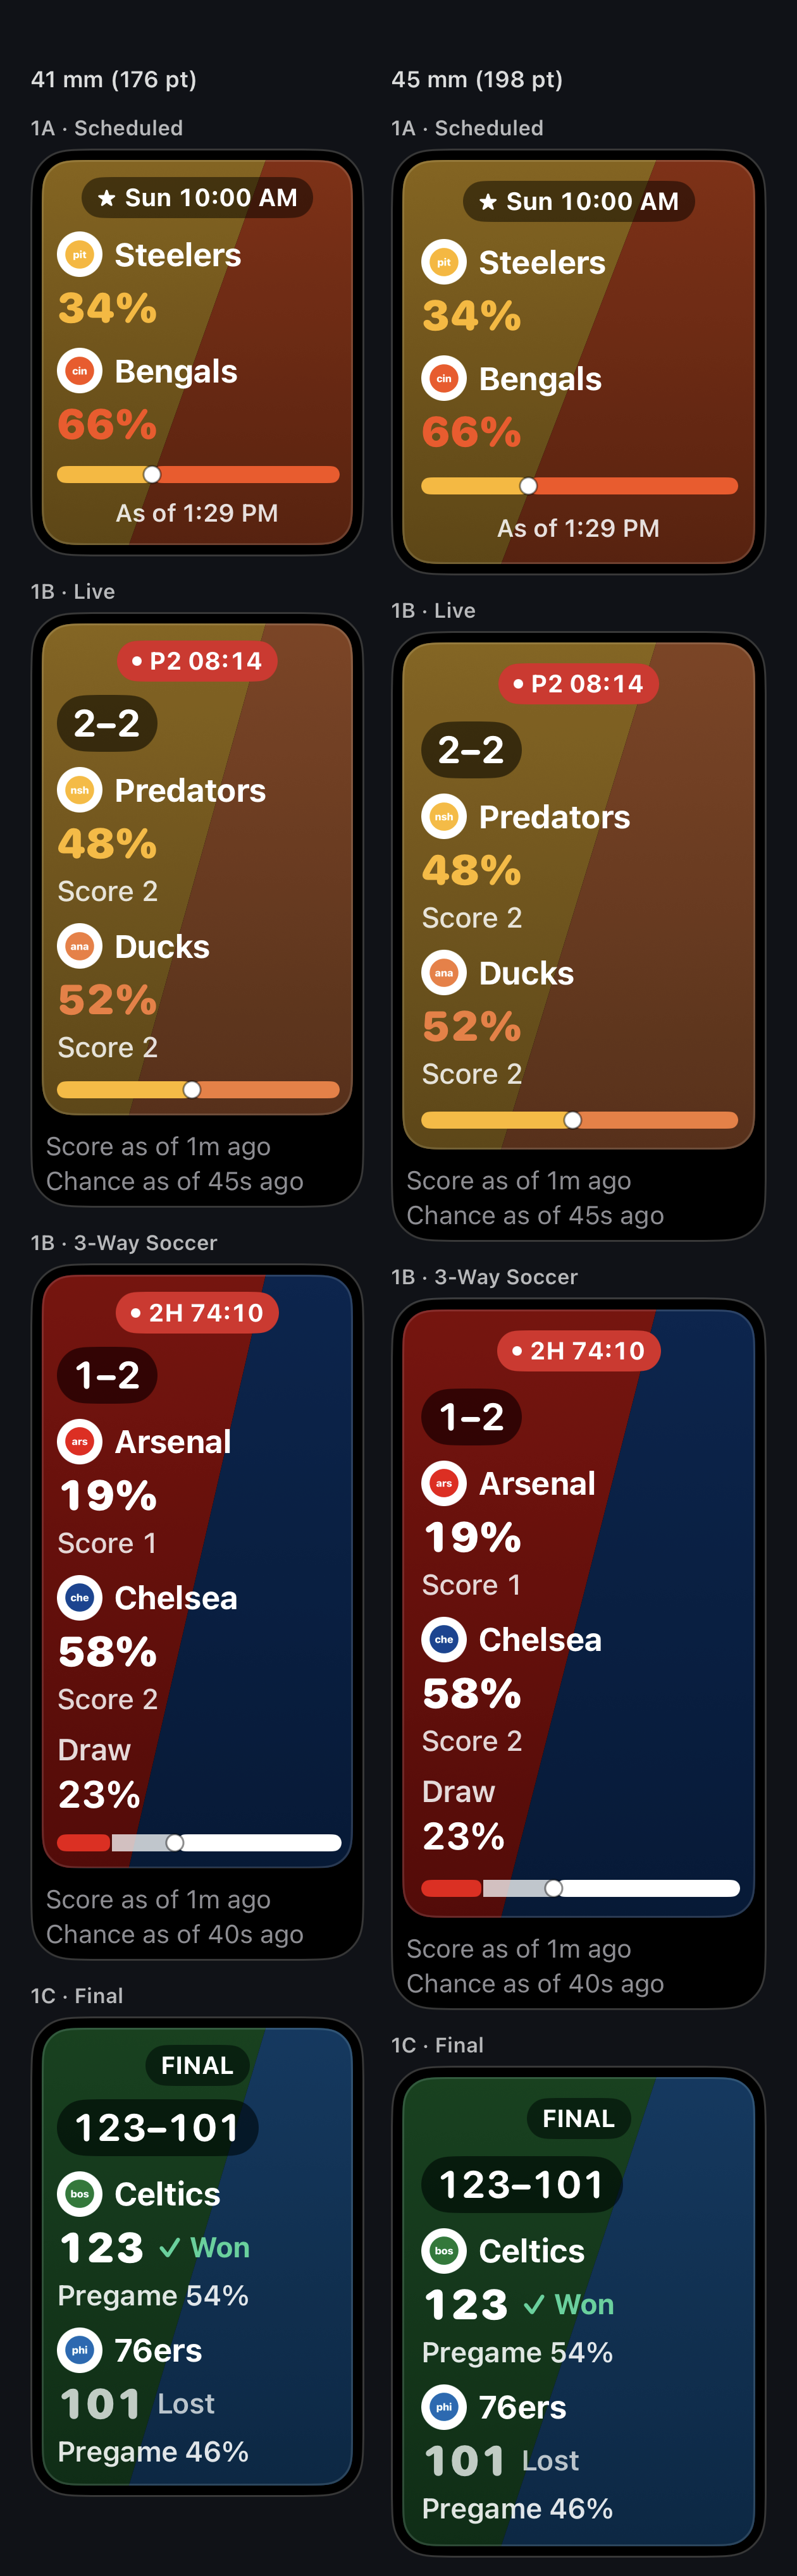 41 mm (176 pt)
1A · Scheduled
★ Sun 10:00 AM
pit Steelers
34%
cin Bengals
66%
As of 1:29 PM
1B · Live
• P2 08:14
2–2
nsh Predators
48%
Score 2
ana Ducks
52%
Score 2
Score as of 1m ago
Chance as of 45s ago
1B · 3-Way Soccer
• 2H 74:10
1–2
ars Arsenal
19%
Score 1
che Chelsea
58%
Score 2
Draw
23%
Score as of 1m ago
Chance as of 40s ago
1C · Final
FINAL
123–101
bos Celtics
123 ✓ Won
Pregame 54%
phi 76ers
101 Lost
Pregame 46%
45 mm (198 pt)
1A · Scheduled
★ Sun 10:00 AM
pit Steelers
34%
cin Bengals
66%
As of 1:29 PM
1B · Live
• P2 08:14
2–2
nsh Predators
48%
Score 2
ana Ducks
52%
Score 2
Score as of 1m ago
Chance as of 45s ago
1B · 3-Way Soccer
• 2H 74:10
1–2
ars Arsenal
19%
Score 1
che Chelsea
58%
Score 2
Draw
23%
Score as of 1m ago
Chance as of 40s ago
1C · Final
FINAL
123–101
bos Celtics
123 ✓ Won
Pregame 54%
phi 76ers
101 Lost
Pregame 46%